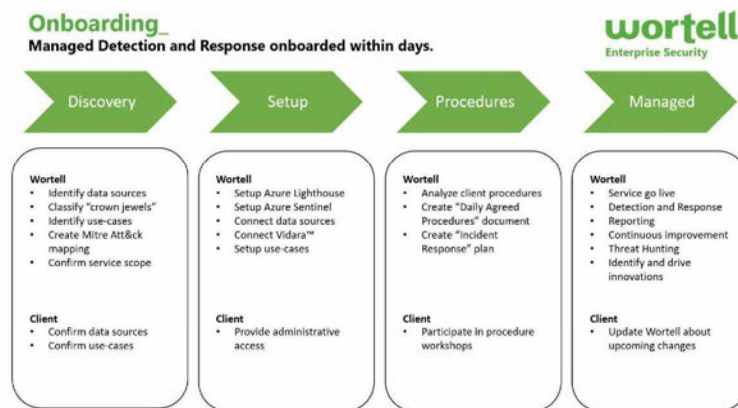 Onboarding_
Managed Detection and Response onboarded within days.
wortell
Enterprise Security
Discovery
Setup
Procedures
Managed
Wortell
• Identify data sources
• Classify “crown jewels”
• Identify use-cases
• Create Mitre Att&ck
mapping
• Confirm service scope
Client
• Confirm data sources
• Confirm use-cases
Wortell
• Setup Azure Lighthouse
• Setup Azure Sentinel
• Connect data sources
• Connect Vidara™
• Setup use-cases
Client
• Provide administrative
access
Wortell
• Analyze client procedures
• Create “Daily Agreed
Procedures” document
• Create “Incident
Response” plan
Client
• Participate in procedure
workshops
Wortell
• Service go live
• Detection and Response
• Reporting
• Continuous improvement
• Threat Hunting
• Identify and drive
innovations
Client
• Update Wortell about
upcoming changes